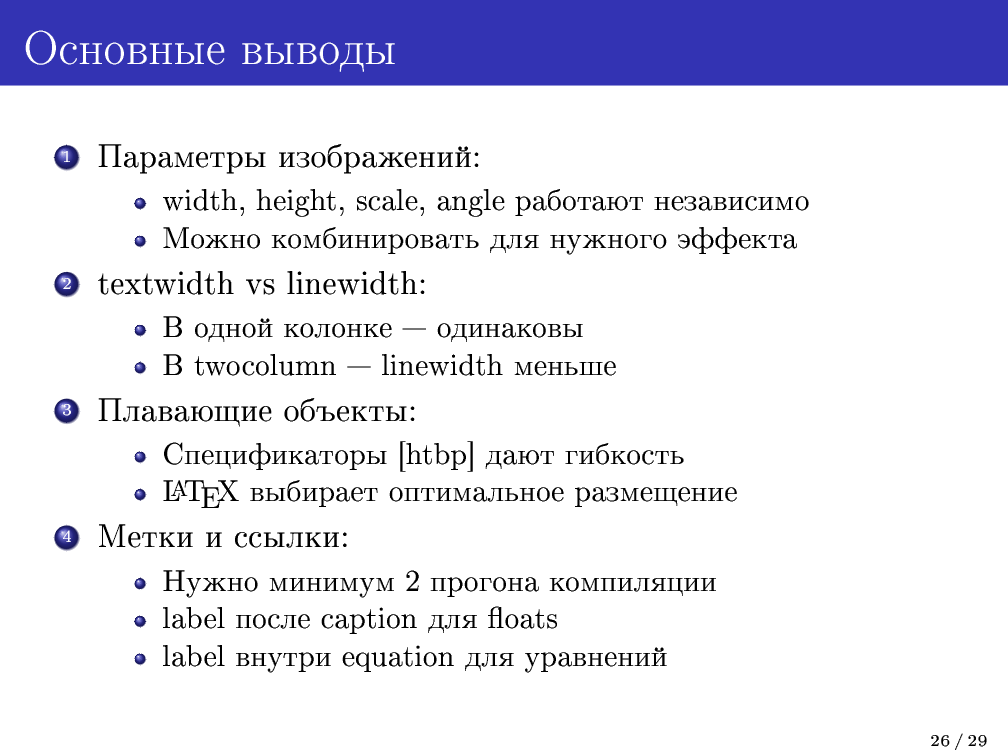 Основные выводы
1 Параметры изображений:
width, height, scale, angle работают независимо
Можно комбинировать для нужного эффекта
2 textwidth vs linewidth:
В одной колонке — одинаковы
В twocolumn — linewidth меньше
3 Плавающие объекты:
Спецификаторы [htbp] дают гибкость
LATEX выбирает оптимальное размещение
4 Метки и ссылки:
Нужно минимум 2 прогона компиляции
label после caption для floats
label внутри equation для уравнений
26 / 29